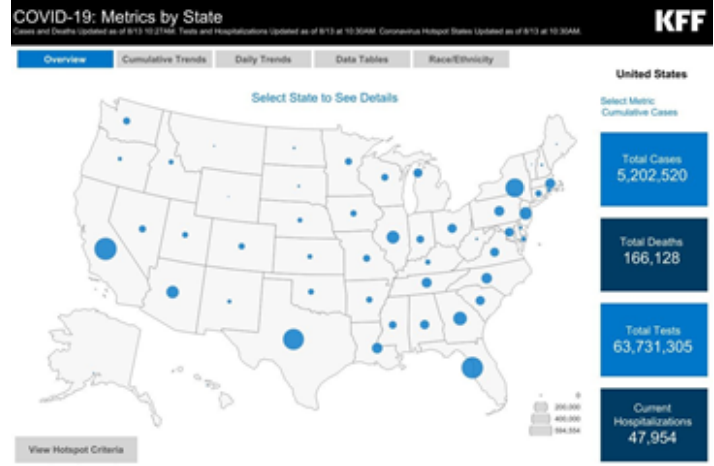 COVID-19: Metrics by State
Cases and Deaths Updated as of 8/13 10:27AM. Tests and Hospitalizations Updated as of 8/13 at 10:30AM. Coronavirus Hotspot States Updated as of 8/13 at 10:30AM.
KFF
Overview
Cumulative Trends
Daily Trends
Data Tables
Race/Ethnicity
United States
Select State to See Details
Select Metric
Cumulative Cases
Total Cases
5,202,520
Total Deaths
166,128
Total Tests
63,731,305
Current
Hospitalizations
47,954
0
200,000
400,000
594,554
View Hotspot Criteria